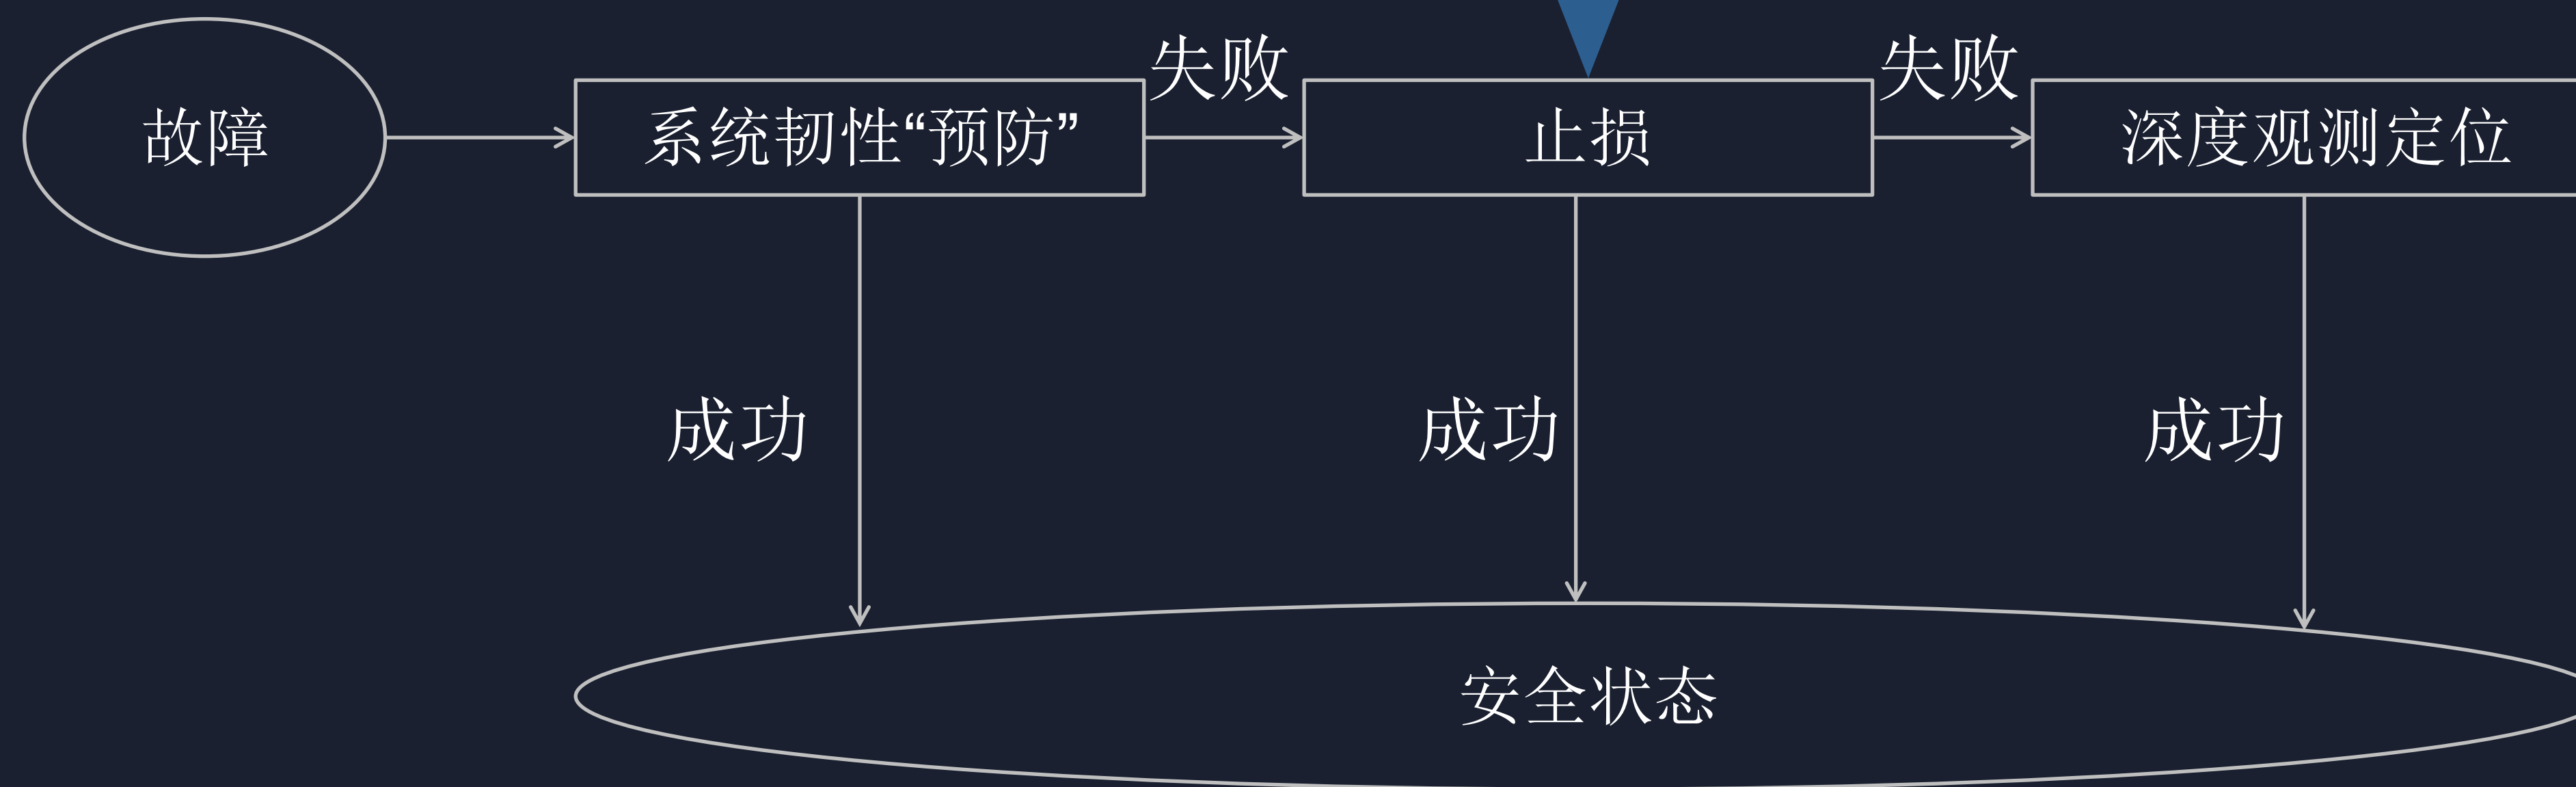 失败
失败
故障
系统韧性“预防”
止损
深度观测定位
成功
成功
成功
安全状态